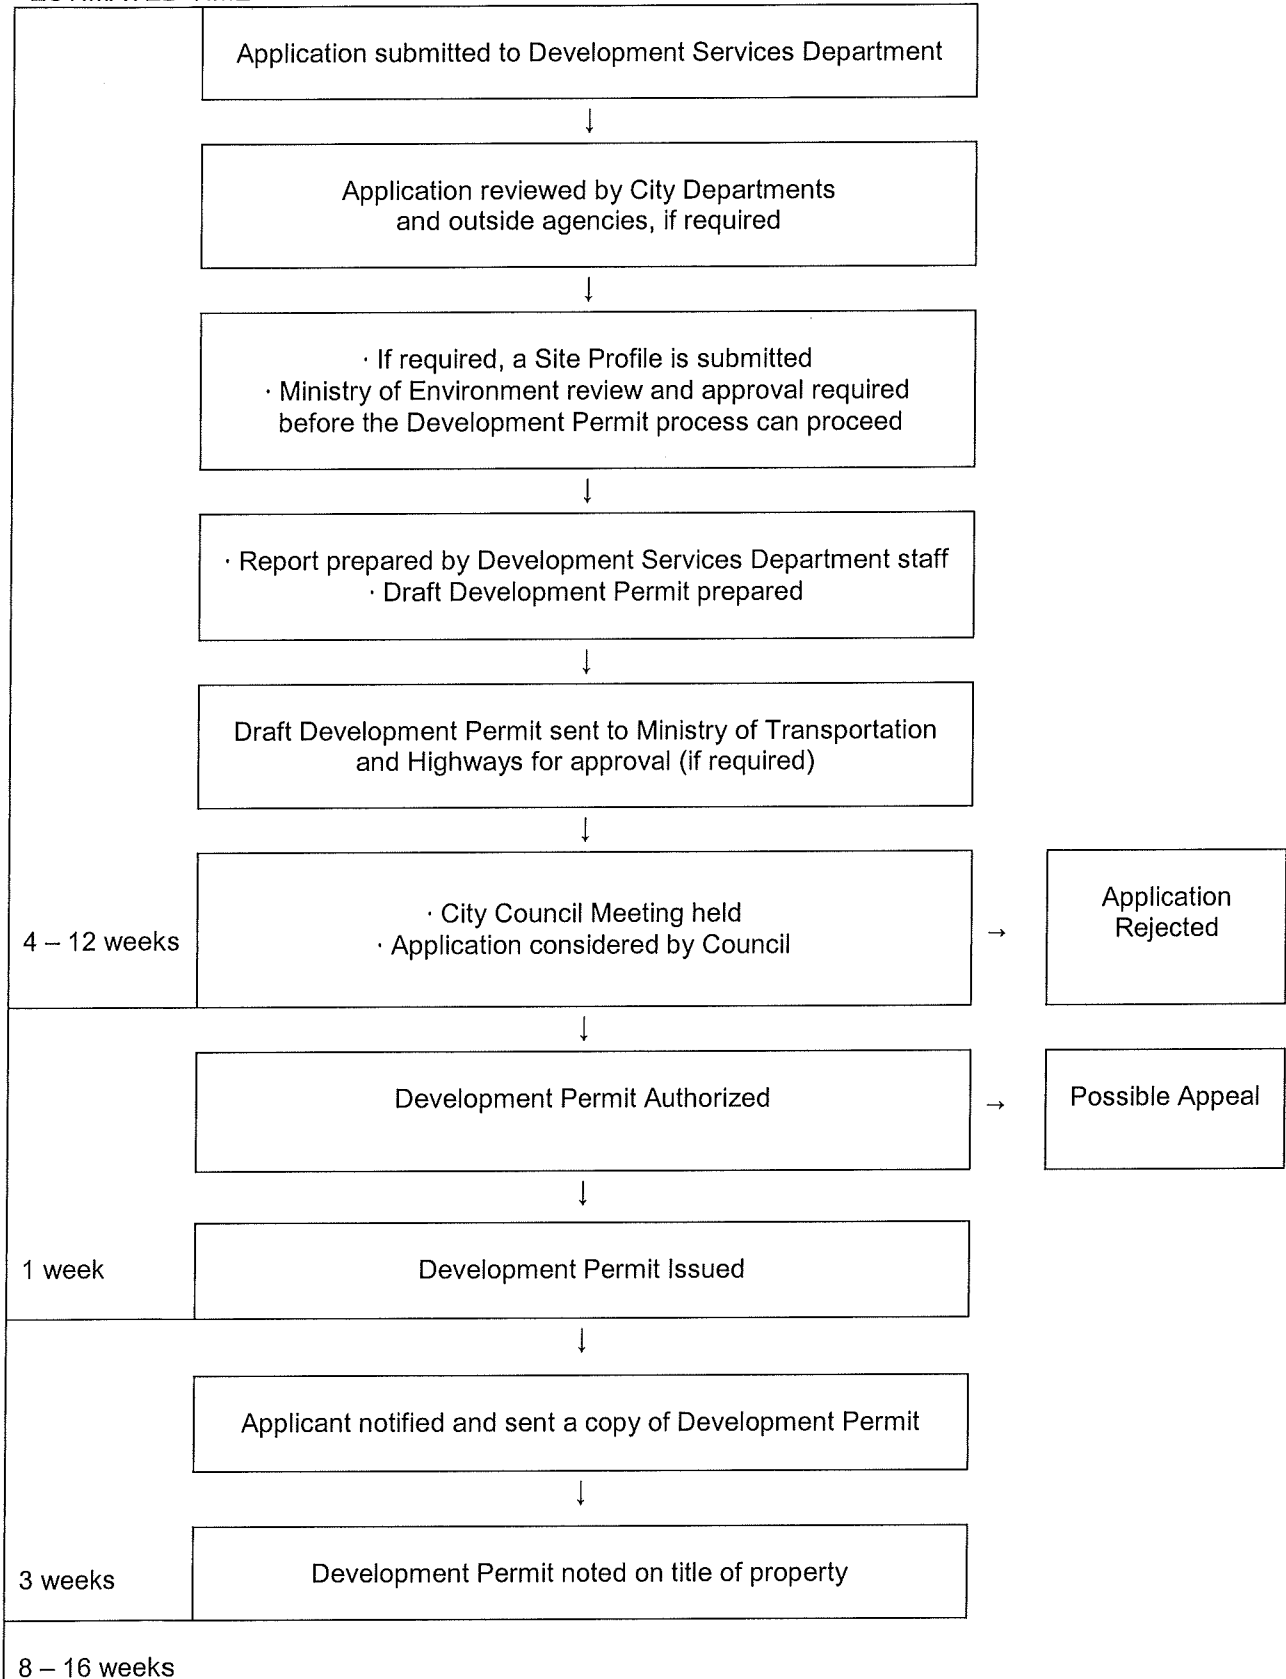 Application submitted to Development Services Department
↓
Application reviewed by City Departments
and outside agencies, if required
↓
· If required, a Site Profile is submitted
· Ministry of Environment review and approval required
before the Development Permit process can proceed
↓
· Report prepared by Development Services Department staff
· Draft Development Permit prepared
↓
Draft Development Permit sent to Ministry of Transportation
and Highways for approval (if required)
↓
4 – 12 weeks
· City Council Meeting held
· Application considered by Council
→
Application
Rejected
↓
Development Permit Authorized
→
Possible Appeal
↓
1 week
Development Permit Issued
↓
Applicant notified and sent a copy of Development Permit
↓
3 weeks
Development Permit noted on title of property
8 – 16 weeks